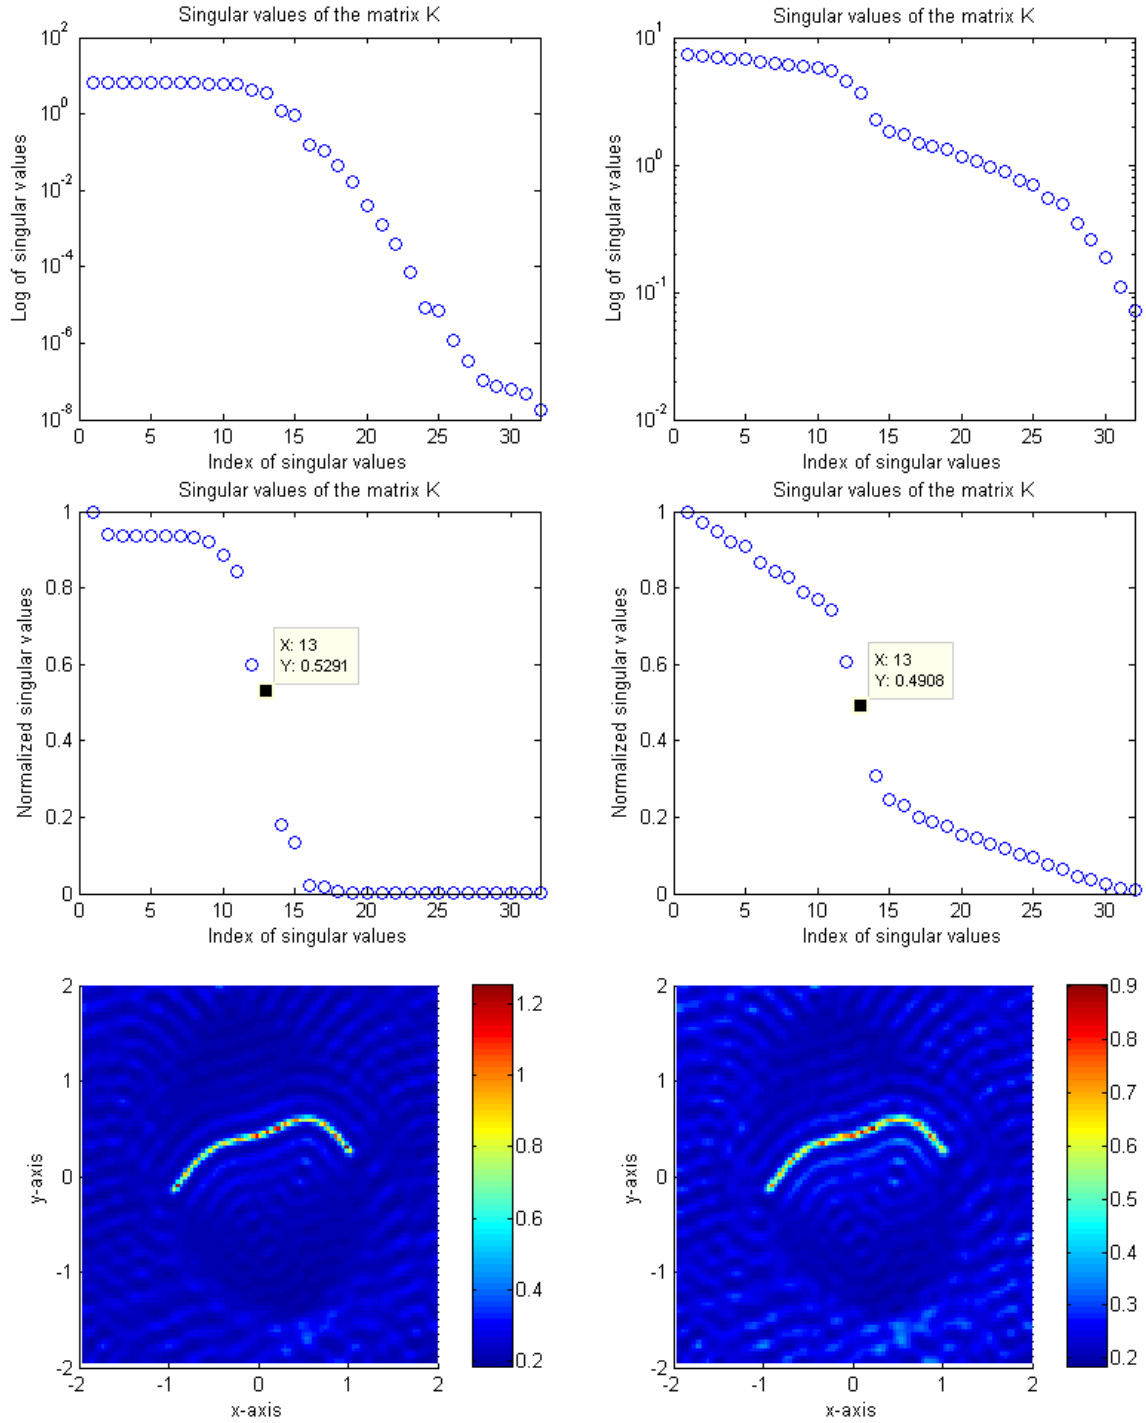 Singular values of the matrix K
10^2
10^0
10^-2
10^-4
10^-6
10^-8
Log of singular values
0 5 10 15 20 25 30
Index of singular values
Singular values of the matrix K
10^1
10^0
10^-1
10^-2
Log of singular values
0 5 10 15 20 25 30
Index of singular values
Singular values of the matrix K
1
0.8
0.6
0.4
0.2
0
Normalized singular values
X: 13
Y: 0.5291
0 5 10 15 20 25 30
Index of singular values
Singular values of the matrix K
1
0.8
0.6
0.4
0.2
0
Normalized singular values
X: 13
Y: 0.4908
0 5 10 15 20 25 30
Index of singular values
2
1
0
-1
-2
y-axis
-2 -1 0 1 2
x-axis
1.2
1
0.8
0.6
0.4
0.2
2
1
0
-1
-2
y-axis
-2 -1 0 1 2
x-axis
0.9
0.8
0.7
0.6
0.5
0.4
0.3
0.2